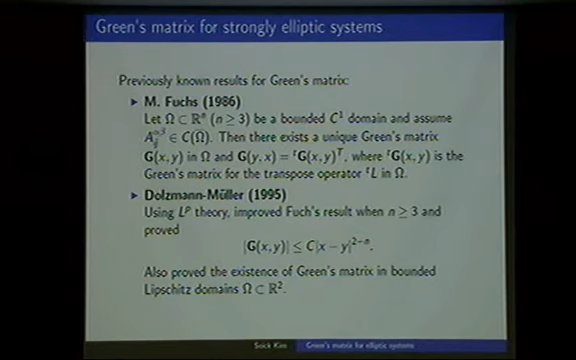 Green's matrix for strongly elliptic systems
Previously known results for Green's matrix:
▶ M. Fuchs (1986)
Let Ω ⊂ ℝⁿ (n ≥ 3) be a bounded C¹ domain and assume
A_{ij}^{αβ} ∈ C(Ω̄). Then there exists a unique Green's matrix
G(x, y) in Ω and G(y, x) = ᵗG(x, y)ᵀ, where ᵗG(x, y) is the
Green's matrix for the transpose operator ᵗL in Ω.
▶ Dolzmann-Müller (1995)
Using Lᵖ theory, improved Fuch's result when n ≥ 3 and
proved
|G(x, y)| ≤ C|x − y|²⁻ⁿ.
Also proved the existence of Green's matrix in bounded
Lipschitz domains Ω ⊂ ℝ².
Seick Kim Green's matrix for elliptic systems